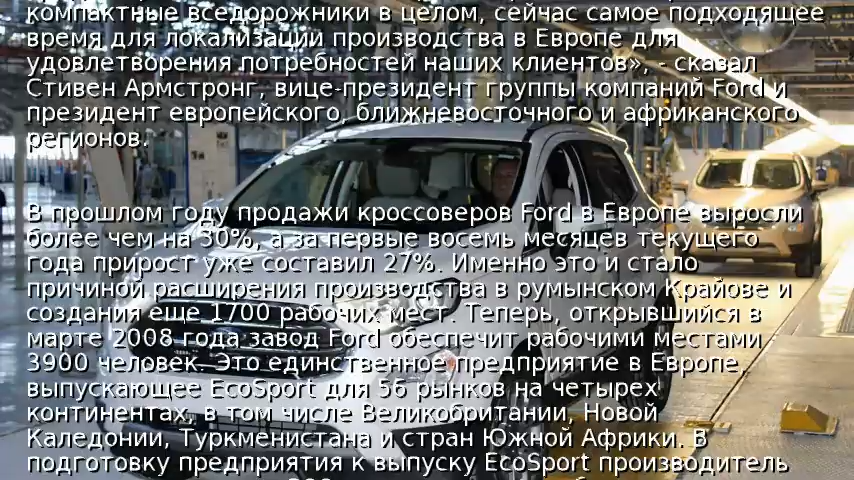 компактные вседорожники в целом, сейчас самое подходящее
время для локализации производства в Европе для
удовлетворения потребностей наших клиентов», - сказал
Стивен Армстронг, вице-президент группы компаний Ford и
президент европейского, ближневосточного и африканского
регионов.
В прошлом году продажи кроссоверов Ford в Европе выросли
более чем на 30%, а за первые восемь месяцев текущего
года прирост уже составил 27%. Именно это и стало
причиной расширения производства в румынском Крайове и
создания еще 1700 рабочих мест. Теперь, открывшийся в
марте 2008 года завод Ford обеспечит рабочими местами
3900 человек. Это единственное предприятие в Европе,
выпускающее EcoSport для 56 рынков на четырех
континентах, в том числе Великобритании, Новой
Каледонии, Туркменистана и стран Южной Африки. В
подготовку предприятия к выпуску EcoSport производитель